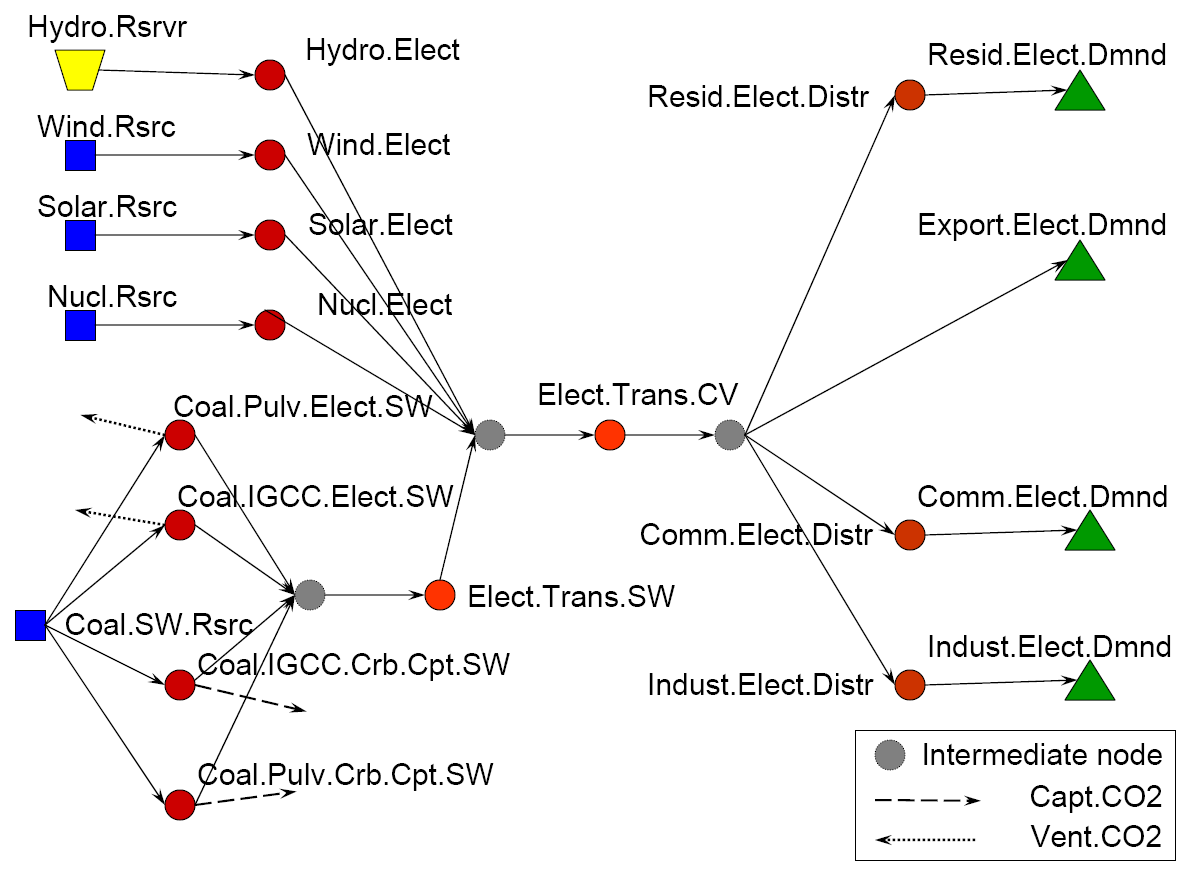 Hydro.Rsrvr
Hydro.Elect
Resid.Elect.Dmnd
Resid.Elect.Distr
Wind.Rsrc
Wind.Elect
Solar.Rsrc
Solar.Elect
Export.Elect.Dmnd
Nucl.Rsrc
Nucl.Elect
Elect.Trans.CV
Coal.Pulv.Elect.SW
Coal.IGCC.Elect.SW
Comm.Elect.Dmnd
Comm.Elect.Distr
Elect.Trans.SW
Coal.SW.Rsrc
Coal.IGCC.Crb.Cpt.SW
Indust.Elect.Dmnd
Indust.Elect.Distr
Coal.Pulv.Crb.Cpt.SW
Intermediate node
Capt.CO2
Vent.CO2